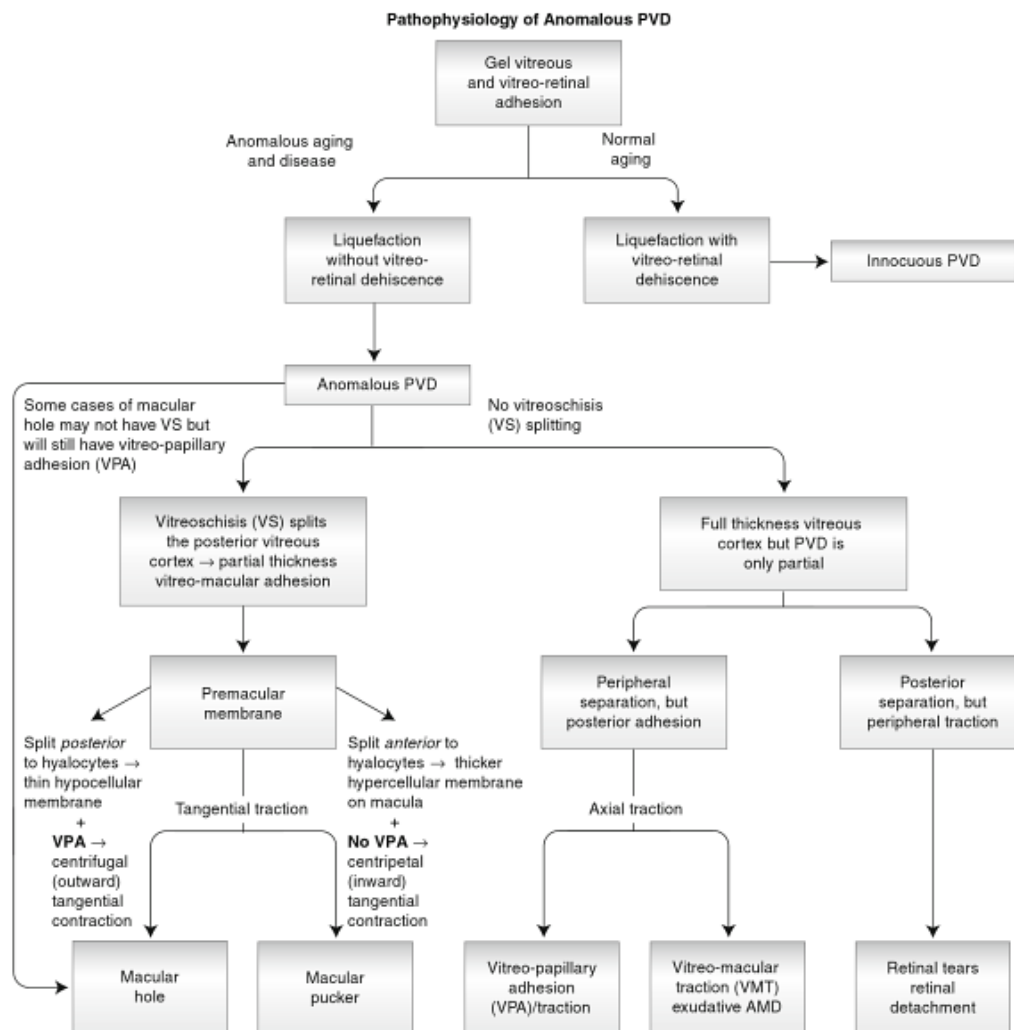 Pathophysiology of Anomalous PVD
Gel vitreous
and vitreo-retinal
adhesion
Anomalous aging
and disease
Normal
aging
Liquefaction
without vitreo-
retinal dehiscence
Liquefaction with
vitreo-retinal
dehiscence
Innocuous PVD
Anomalous PVD
Some cases of macular
hole may not have VS but
will still have vitreo-papillary
adhesion (VPA)
No vitreoschisis
(VS) splitting
Vitreoschisis (VS) splits
the posterior vitreous
cortex → partial thickness
vitreo-macular adhesion
Full thickness vitreous
cortex but PVD is
only partial
Premacular
membrane
Peripheral
separation, but
posterior adhesion
Posterior
separation, but
peripheral traction
Split posterior
to hyalocytes →
thin hypocellular
membrane
+
VPA →
centrifugal
(outward)
tangential
contraction
Tangential traction
Split anterior to
hyalocytes → thicker
hypercellular membrane
on macula
+
No VPA →
centripetal
(inward)
tangential
contraction
Axial traction
Macular
hole
Macular
pucker
Vitreo-papillary
adhesion
(VPA)/traction
Vitreo-macular
traction (VMT)
exudative AMD
Retinal tears
retinal
detachment